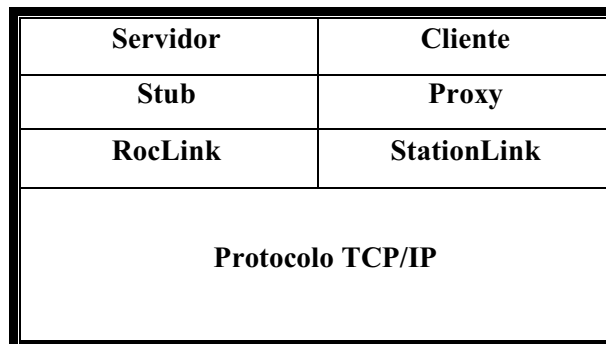 Servidor Cliente
Stub Proxy
RocLink StationLink
Protocolo TCP/IP